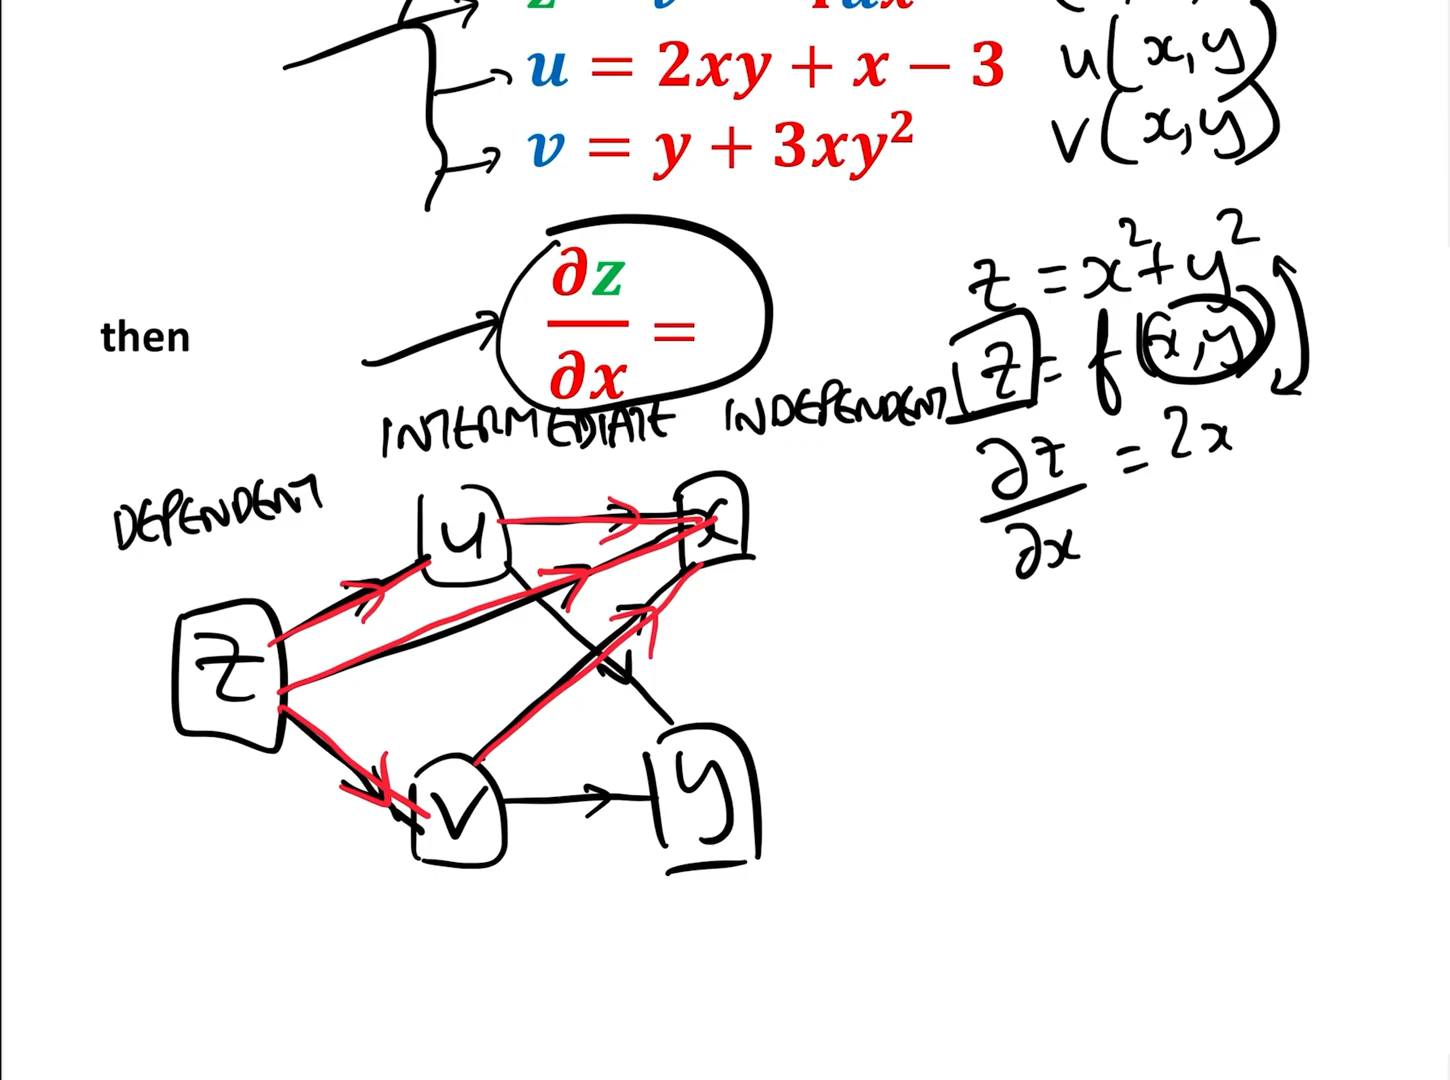 u = 2xy + x − 3 u(x,y)
v = y + 3xy² v(x,y)
z = x² + y²
then ∂z/∂x = z = f(x,y)
INTERMEDIATE INDEPENDENT
∂z/∂x = 2x
DEPENDENT
u x
z
v y